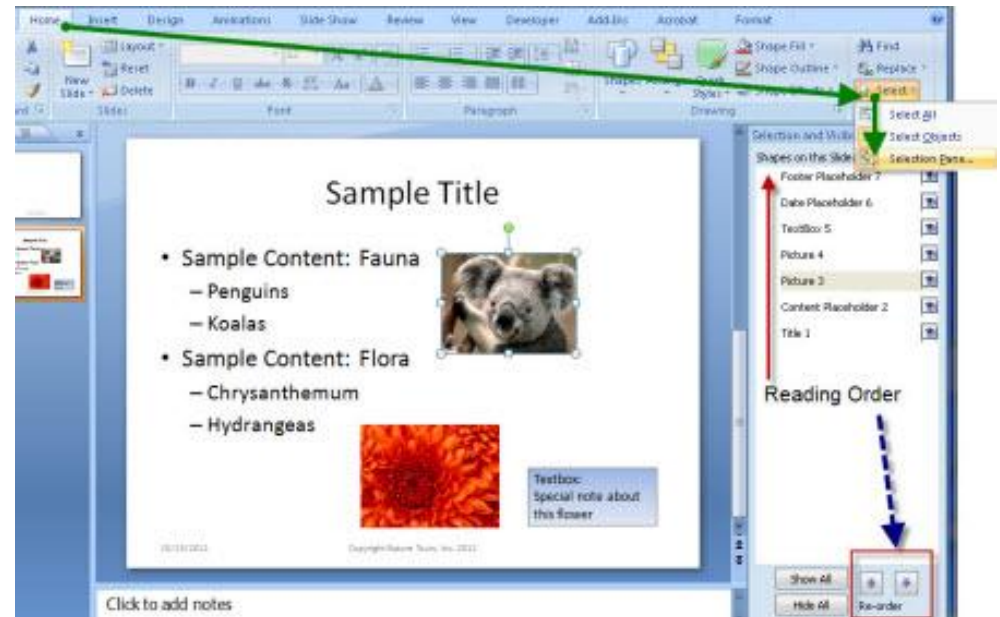 Home Insert Design Animations Slide Show Review View Developer Add-Ins Acrobat Format
Layout
Reset
Delete
New
Slide
Shape Fill
Shape Outline
Find
Replace
Select
Slides Font Paragraph Drawing
Select All
Select Objects
Selection Pane...
Selection and
Shapes on this Slide
Footer Placeholder 7
Date Placeholder 6
TextBox 5
Picture 4
Picture 3
Content Placeholder 2
Title 1
Reading Order
Show All
Hide All
Re-order
Sample Title
• Sample Content: Fauna
– Penguins
– Koalas
• Sample Content: Flora
– Chrysanthemum
– Hydrangeas
Textbox:
Special note about
this flower
Click to add notes